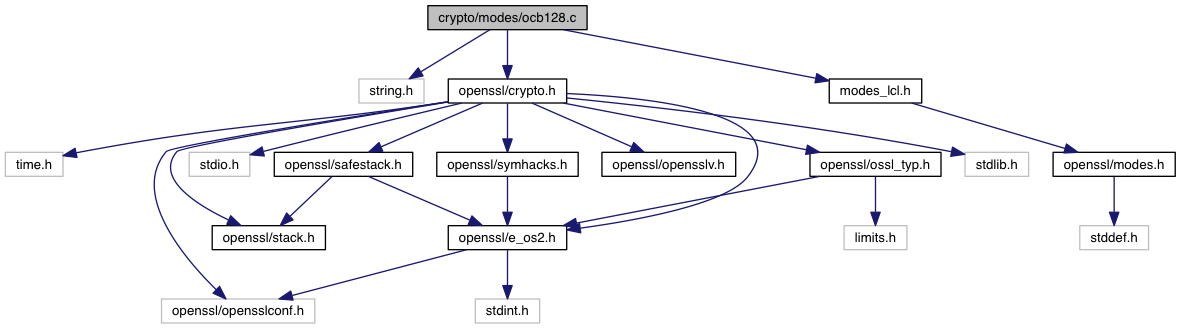 crypto/modes/ocb128.c
string.h
openssl/crypto.h
modes_lcl.h
time.h
stdio.h
openssl/safestack.h
openssl/symhacks.h
openssl/opensslv.h
openssl/ossl_typ.h
stdlib.h
openssl/modes.h
openssl/stack.h
openssl/e_os2.h
limits.h
stddef.h
openssl/opensslconf.h
stdint.h